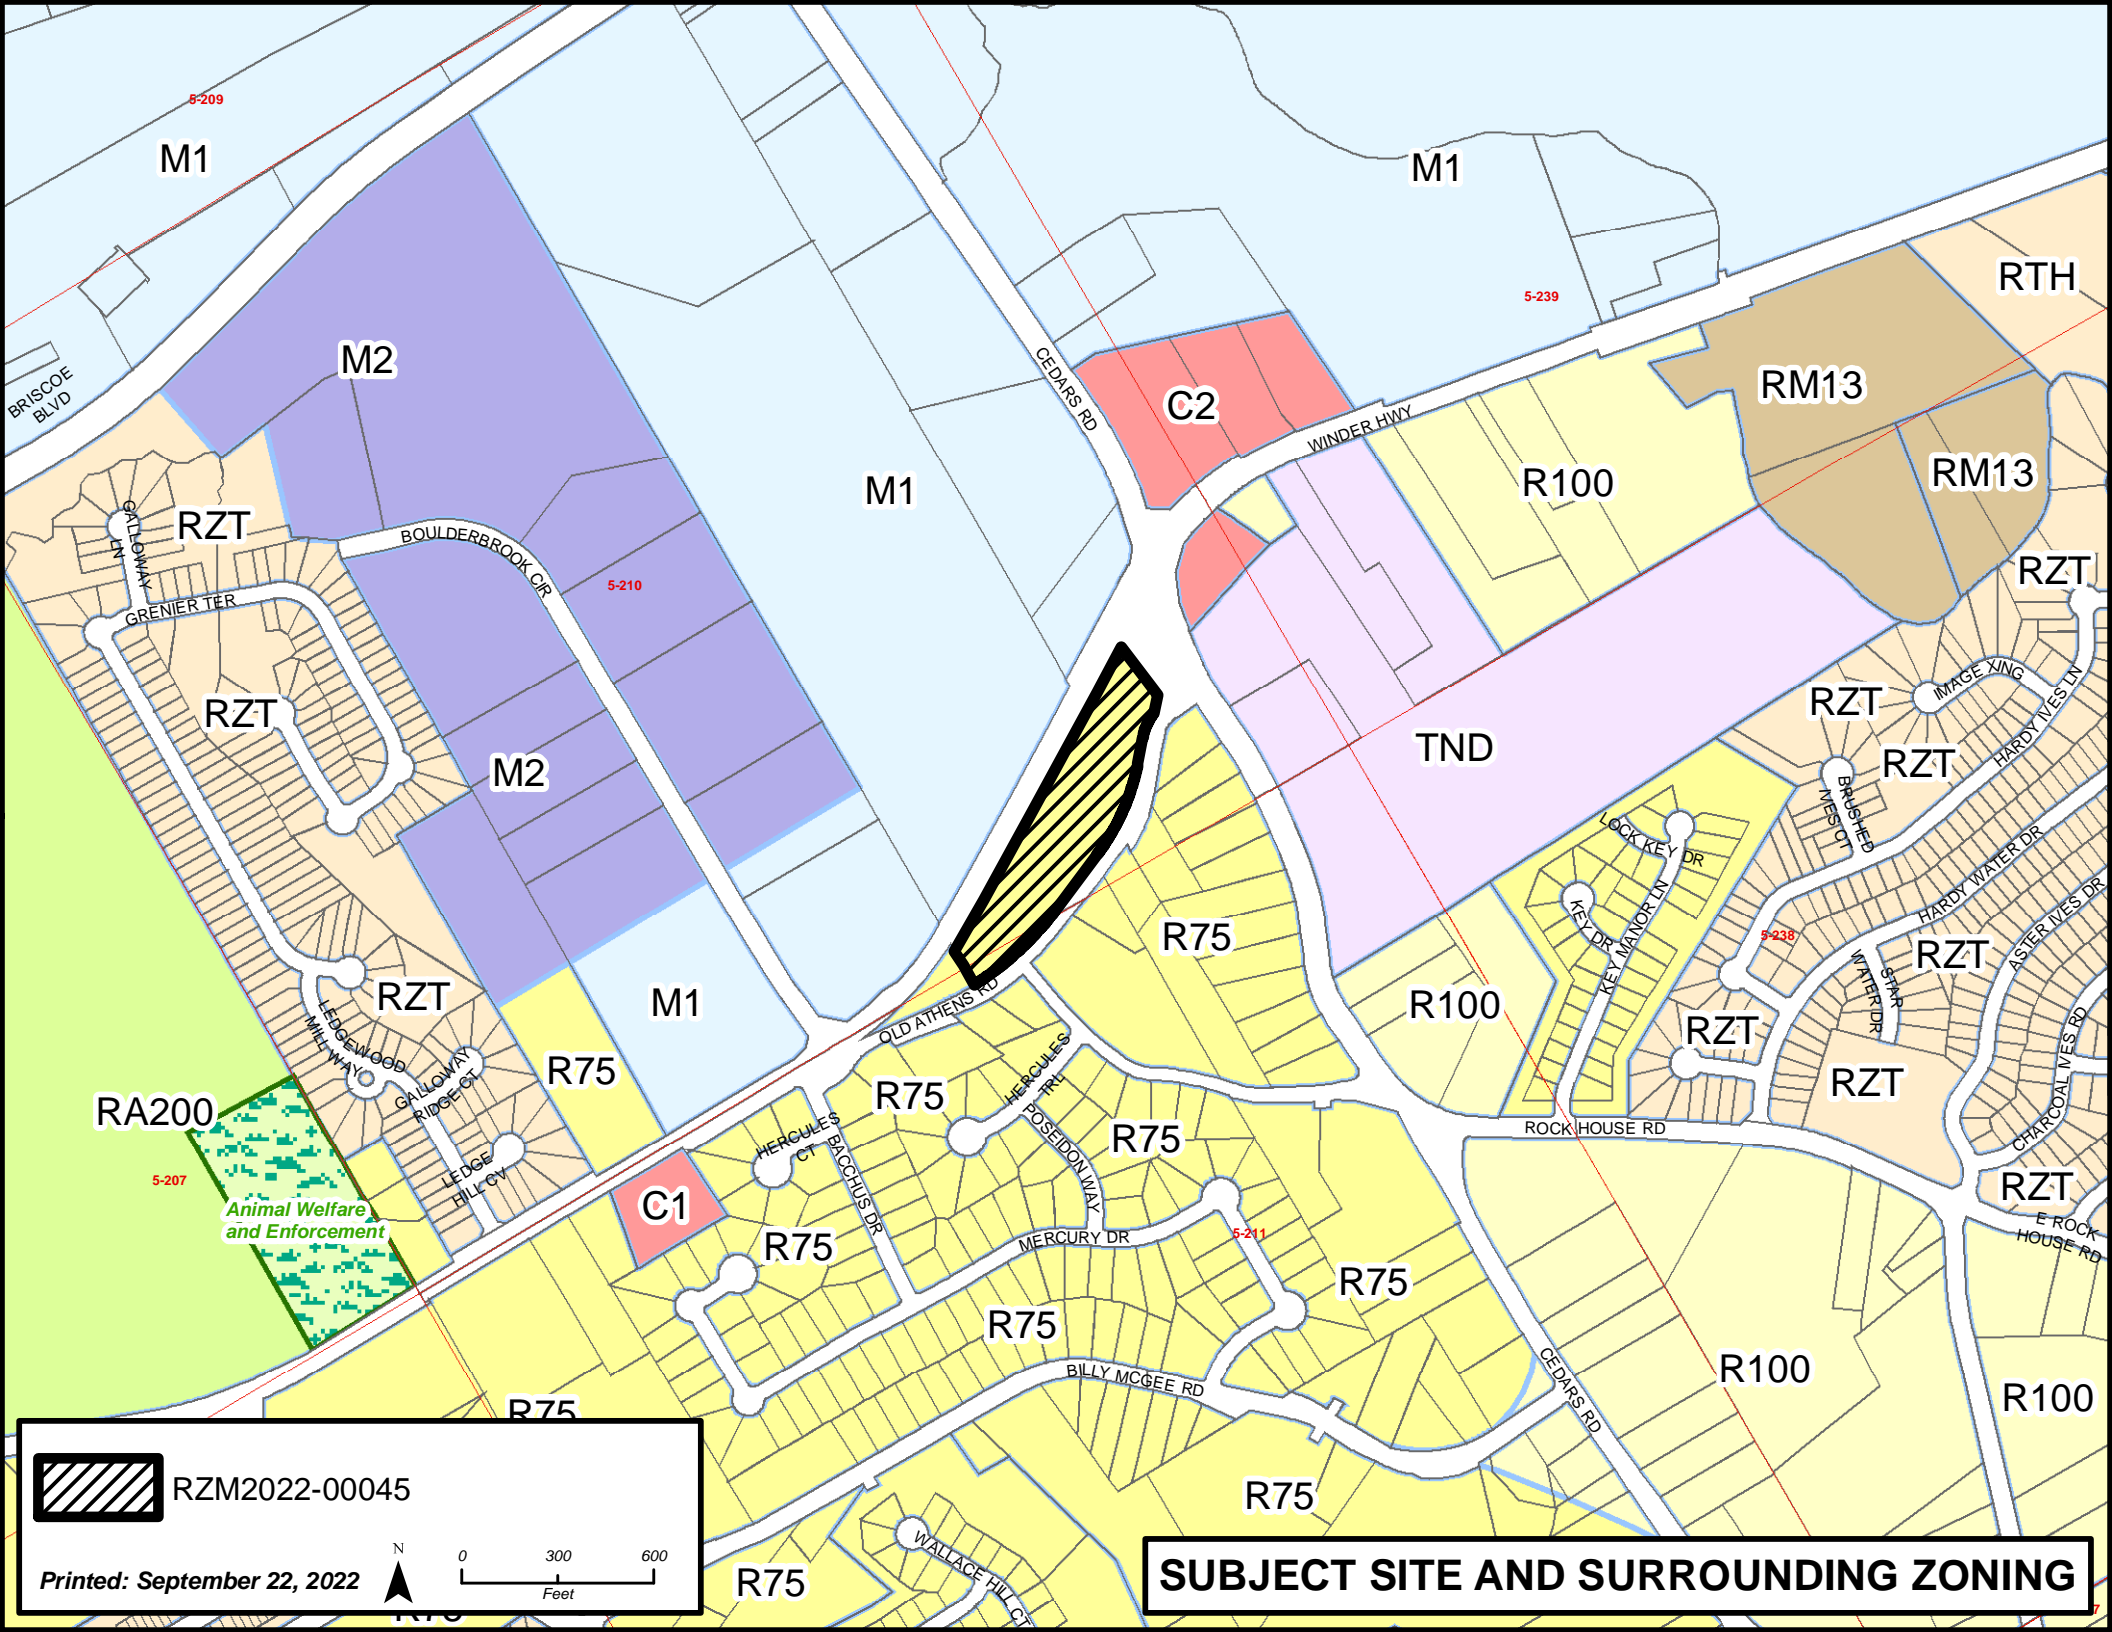 5-209
M1
M1
RTH
5-239
M2
BRISCOE
BLVD
CEDARS RD
C2
RM13
WINDER HWY
M1
R100
RM13
GALLOWAY
LN
RZT
BOULDERBROOK CIR
5-210
RZT
GRENIER TER
RZT
M2
TND
IMAGE XING
RZT
HARDY IVES LN
RZT
BRUSHED
IVES CT
LOCK KEY DR
HARDY WATER DR
KEY DR
KEY MANOR LN
ASTER IVES DR
R75
5-238
RZT
STAR
WATER DR
RZT
M1
OLD ATHENS RD
R100
RZT
LEDGEWOOD
MILL WAY
GALLOWAY
RIDGE CT
R75
R75
HERCULES
TRL
RZT
CHARCOAL IVES RD
RA200
HERCULES
CT
BACCHUS DR
POSEIDON WAY
R75
ROCK HOUSE RD
5-207
LEDGE
HILL CV
C1
RZT
Animal Welfare
and Enforcement
R75
MERCURY DR
5-211
E ROCK
HOUSE RD
R75
R75
BILLY MCGEE RD
CEDARS RD
R100
R100
R75
R75
RZM2022-00045
N
0 300 600
Feet
Printed: September 22, 2022
R75
R75
WALLACE HILL CT
SUBJECT SITE AND SURROUNDING ZONING
7